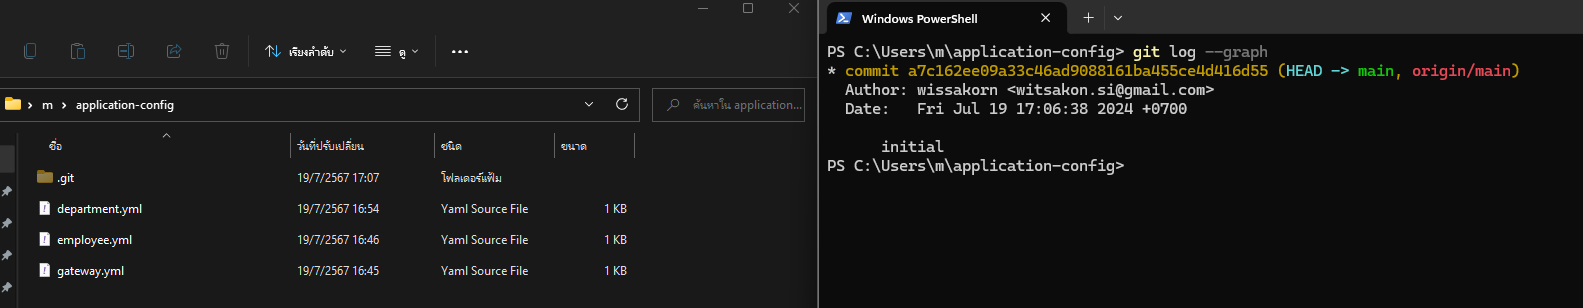 เรียงลำดับ
ดู
m
application-config
ค้นหาใน application...
ชื่อ
วันที่ปรับเปลี่ยน
ชนิด
ขนาด
.git
19/7/2567 17:07
โฟลเดอร์แฟ้ม
department.yml
19/7/2567 16:54
Yaml Source File
1 KB
employee.yml
19/7/2567 16:46
Yaml Source File
1 KB
gateway.yml
19/7/2567 16:45
Yaml Source File
1 KB
Windows PowerShell
PS C:\Users\m\application-config> git log --graph
* commit a7c162ee09a33c46ad9088161ba455ce4d416d55 (HEAD -> main, origin/main)
Author: wissakorn <witsakon.si@gmail.com>
Date: Fri Jul 19 17:06:38 2024 +0700
initial
PS C:\Users\m\application-config>